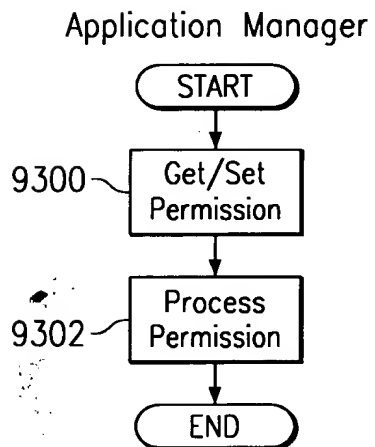 Application Manager
START
9300
Get/Set
Permission
9302
Process
Permission
END